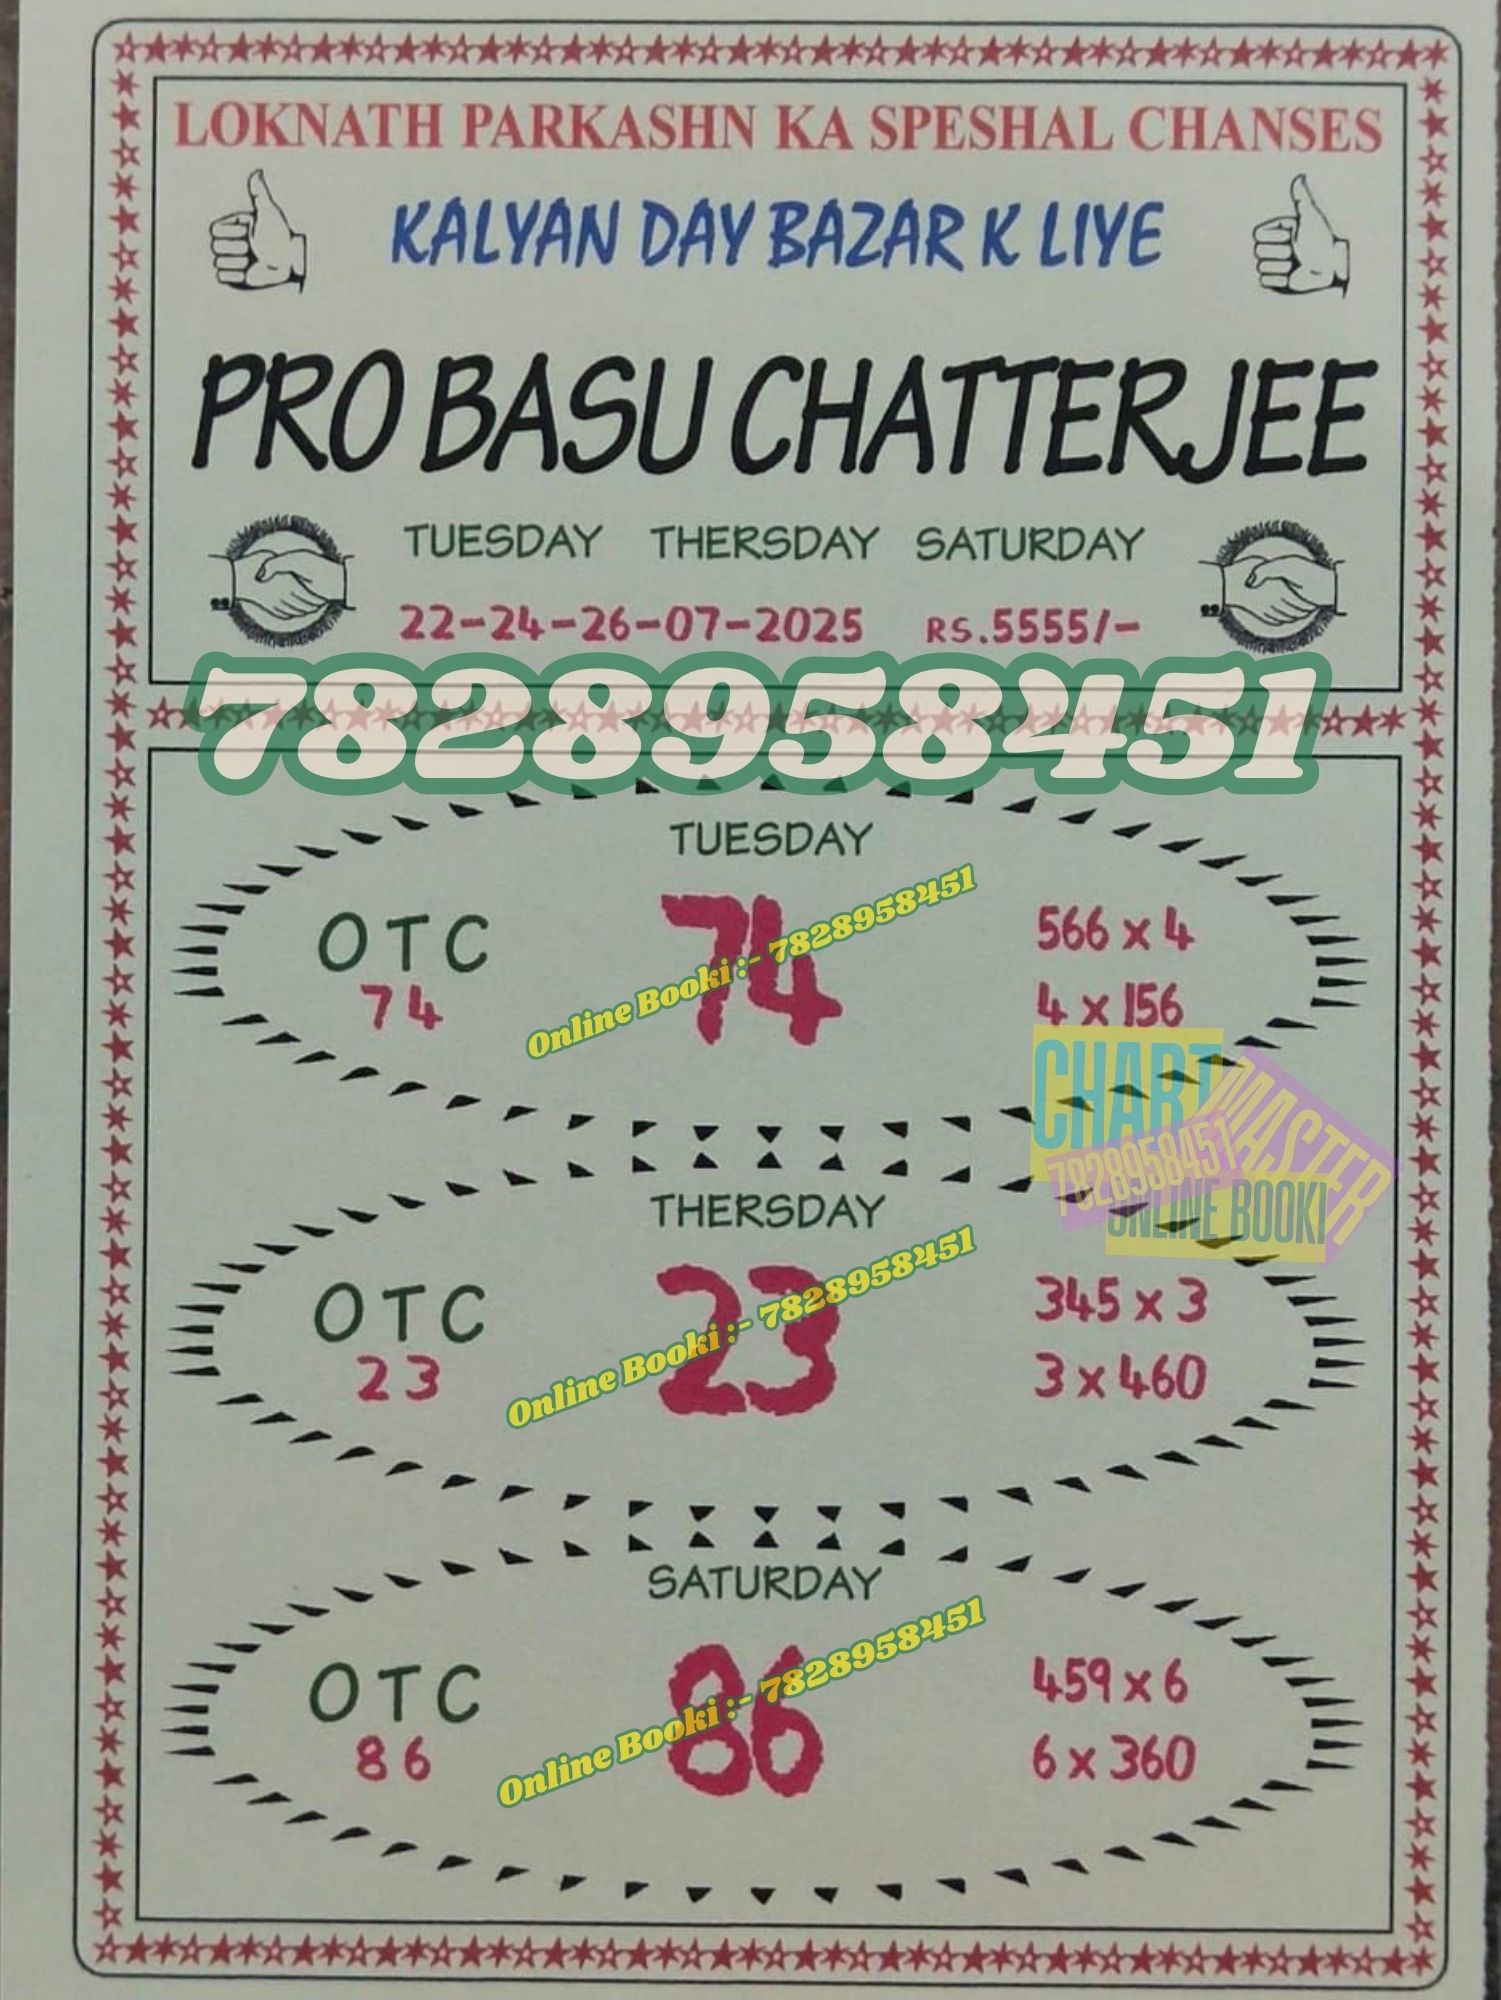 LOKNATH PARKASHN KA SPESHAL CHANSES
KALYAN DAY BAZAR K LIYE
PRO BASU CHATTERJEE
TUESDAY THERSDAY SATURDAY
22-24-26-07-2025 RS.5555/-
7828958451
TUESDAY
OTC
74
74
Online Booki :- 7828958451
566 x 4
4 x 156
CHART
MASTER
7828958451
ONLINE BOOKI
THERSDAY
OTC
23
23
Online Booki :- 7828958451
345 x 3
3 x 460
SATURDAY
OTC
86
86
Online Booki :- 7828958451
459 x 6
6 x 360